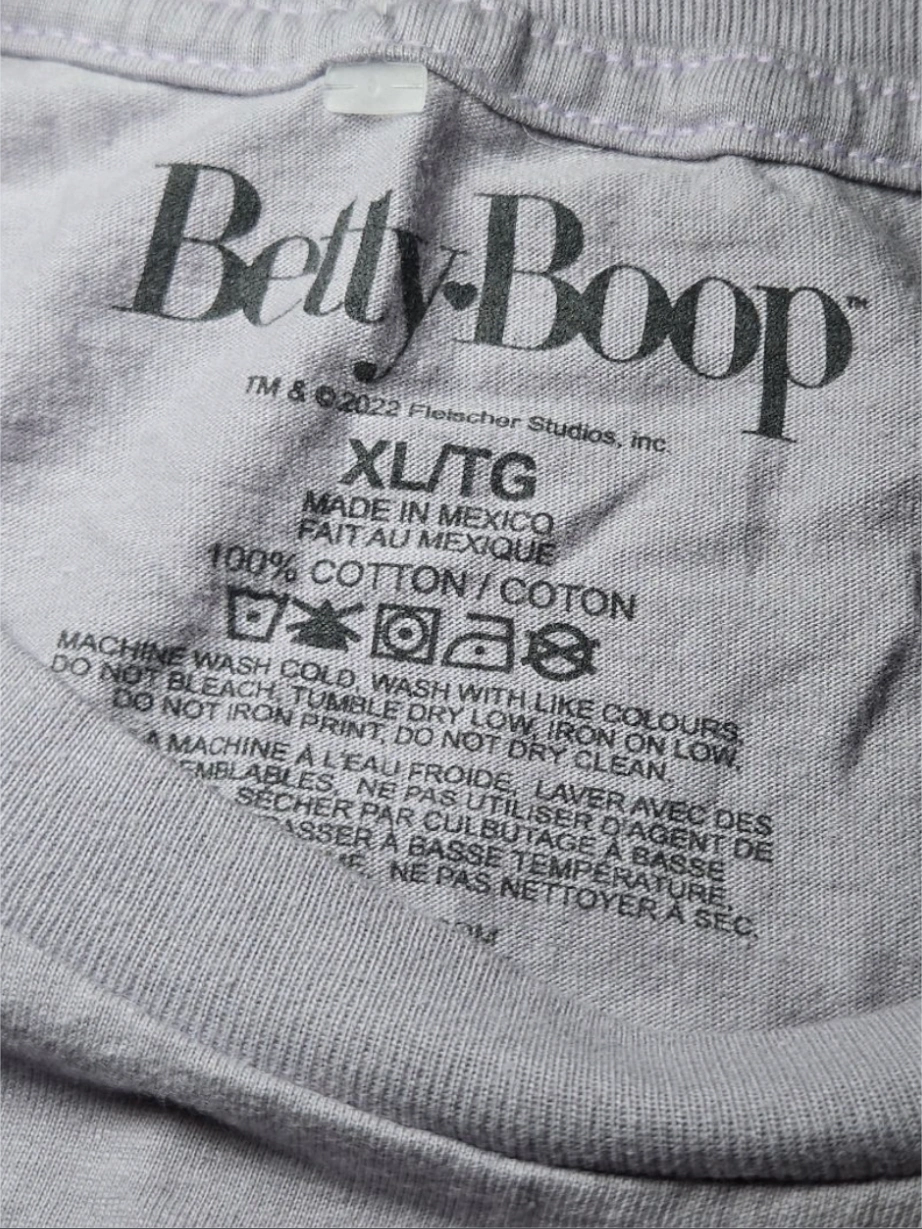 Betty Boop™
TM & ©2022 Fleischer Studios, inc.
XL/TG
MADE IN MEXICO
FAIT AU MEXIQUE
100% COTTON / COTON
MACHINE WASH COLD, WASH WITH LIKE COLOURS,
DO NOT BLEACH, TUMBLE DRY LOW, IRON ON LOW,
DO NOT IRON PRINT, DO NOT DRY CLEAN.
A MACHINE À L'EAU FROIDE, LAVER AVEC DES
NE PAS UTILISER D'AGENT DE
SÉCHER PAR CULBUTAGE À BASSE
À BASSE TEMPÉRATURE,
NE PAS NETTOYER À SEC.